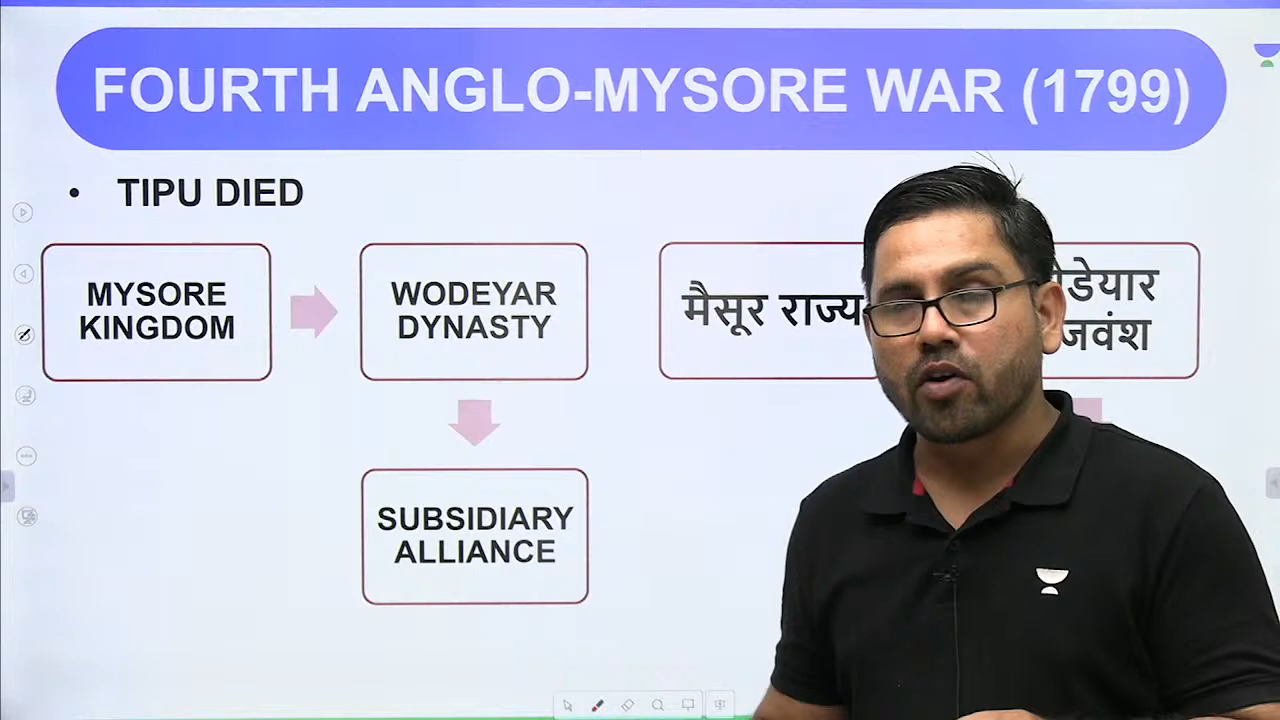 FOURTH ANGLO-MYSORE WAR (1799)
• TIPU DIED
MYSORE
KINGDOM
WODEYAR
DYNASTY
SUBSIDIARY
ALLIANCE
मैसूर राज्य